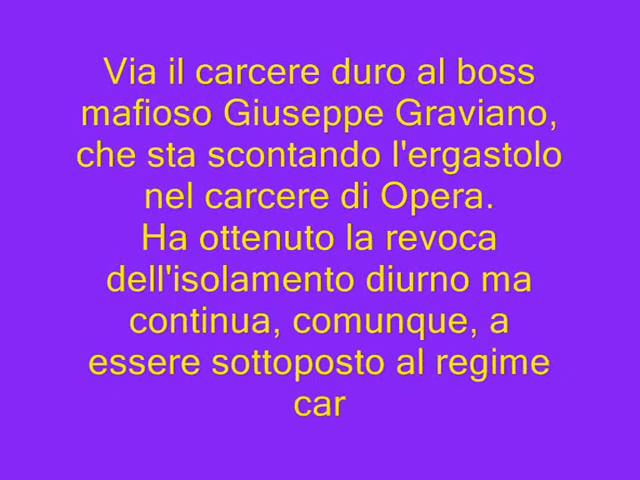 Via il carcere duro al boss
mafioso Giuseppe Graviano,
che sta scontando l'ergastolo
nel carcere di Opera.
Ha ottenuto la revoca
dell'isolamento diurno ma
continua, comunque, a
essere sottoposto al regime
car